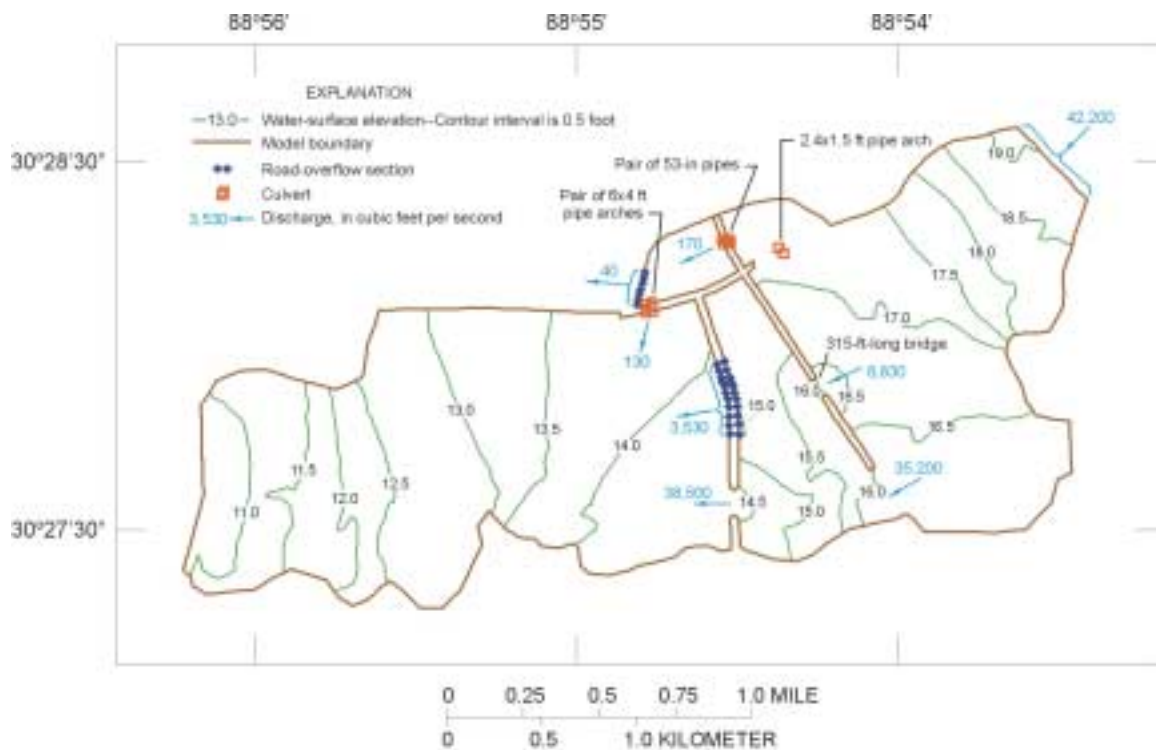 88°56'
88°55'
88°54'
EXPLANATION
13.0 Water-surface elevation--Contour interval is 0.5 foot
Model boundary
Road-overflow section
Culvert
3,530 Discharge, in cubic feet per second
2.4x1.5 ft pipe arch
Pair of 53-in pipes
Pair of 6x4 ft
pipe arches
42,200
30°28'30"
19.0
18.5
18.0
17.5
17.0
170
40
130
315-ft-long bridge
8,830
16.0
16.5
16.5
15.0
3,530
15.5
35,200
16.0
38,500
14.5
15.0
14.0
13.5
13.0
12.5
12.0
11.5
11.0
30°27'30"
0 0.25 0.5 0.75 1.0 MILE
0 0.5 1.0 KILOMETER